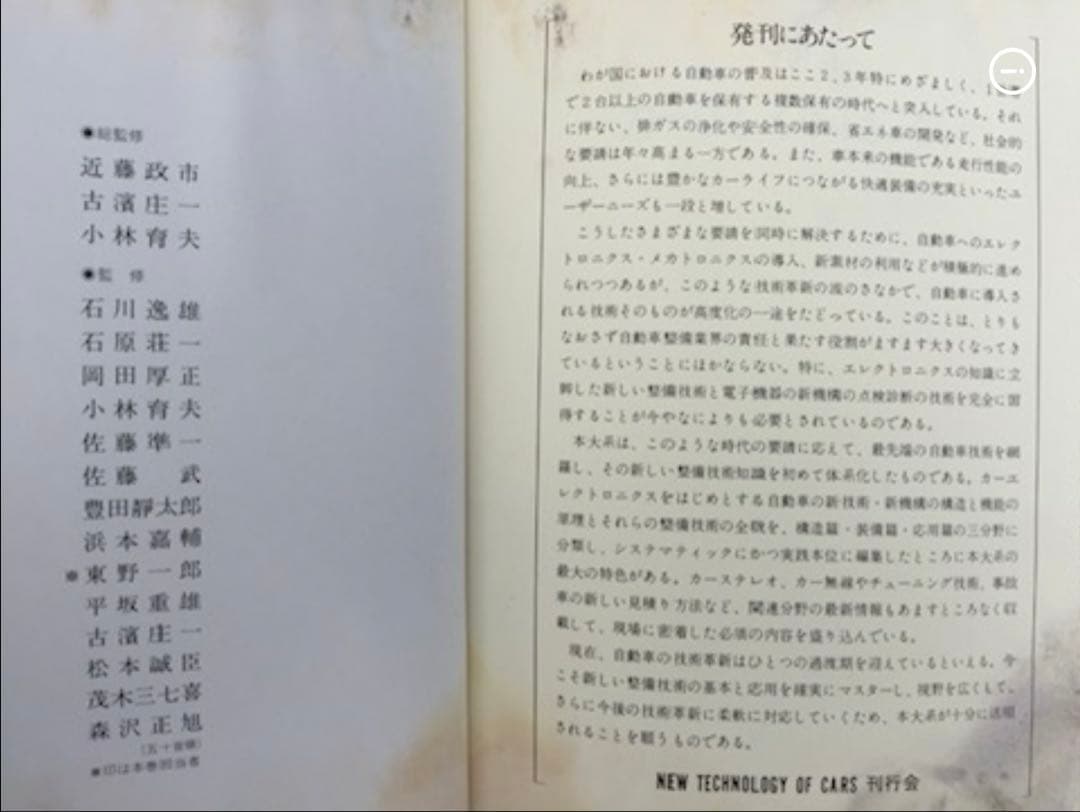 ●総監修
近藤政市
古濱庄一
小林育夫
●監修
石川逸雄
石原荘一
岡田厚正
小林育夫
佐藤準一
佐藤 武
豊田靜太郎
浜本嘉輔
●東野一郎
平坂重雄
古濱庄一
松本誠臣
茂木三七喜
森沢正旭
(五十音順)
●印は本巻担当者
発刊にあたって
わが国における自動車の普及はここ2,3年特にめざましく、1
で2台以上の自動車を保有する複数保有の時代へと突入している。それ
に伴ない、排ガスの浄化や安全性の確保、省エネ車の開発など、社会的
な要請は年々高まる一方である。また、車本来の機能である走行性能の
向上、さらには豊かなカーライフにつながる快適装備の充実といったユ
ーザーニーズも一段と増している。
こうしたさまざまな要請を同時に解決するために、自動車へのエレク
トロニクス・メカトロニクスの導入、新素材の利用などが積極的に進め
られつつあるが、このような技術革新の波のさなかで、自動車に導入さ
れる技術そのものが高度化の一途をたどっている。このことは、とりも
なおさず自動車整備業界の責任と果たす役割がますます大きくなってき
ているということにほかならない。特に、エレクトロニクスの知識に立
脚した新しい整備技術と電子機器の新機構の点検診断の技術を完全に習
得することが今やなによりも必要とされているのである。
本大系は、このような時代の要請に応えて、最先端の自動車技術を網
羅し、その新しい整備技術知識を初めて体系化したものである。カーエ
レクトロニクスをはじめとする自動車の新技術・新機構の構造と機能の
原理とそれらの整備技術の全貌を、構造篇・装備篇・応用篇の三分野に
分類し、システマティックにかつ実践本位に編集したところに本大系の
最大の特色がある。カーステレオ、カー無線やチューニング技術、事故
車の新しい見積り方法など、関連分野の最新情報もあますところなく収
載して、現場に密着した必須の内容を盛り込んでいる。
現在、自動車の技術革新はひとつの過渡期を迎えているといえる。今
こそ新しい整備技術の基本と応用を確実にマスターし、視野を広くして、
さらに今後の技術革新に柔軟に対応していくため、本大系が十分に活用
されることを願うものである。
NEW TECHNOLOGY OF CARS 刊行会